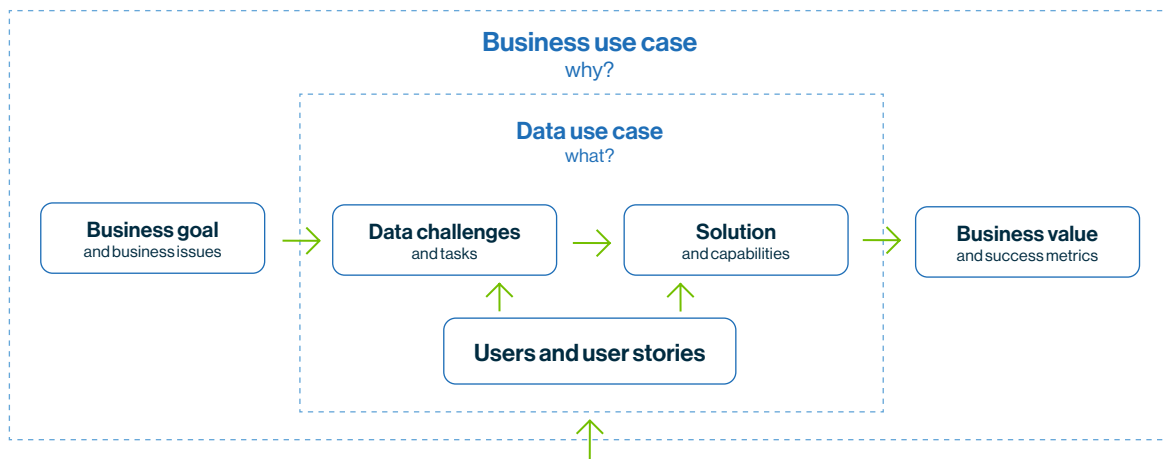 Business use case
why?
Data use case
what?
Business goal
and business issues
Data challenges
and tasks
Solution
and capabilities
Business value
and success metrics
Users and user stories